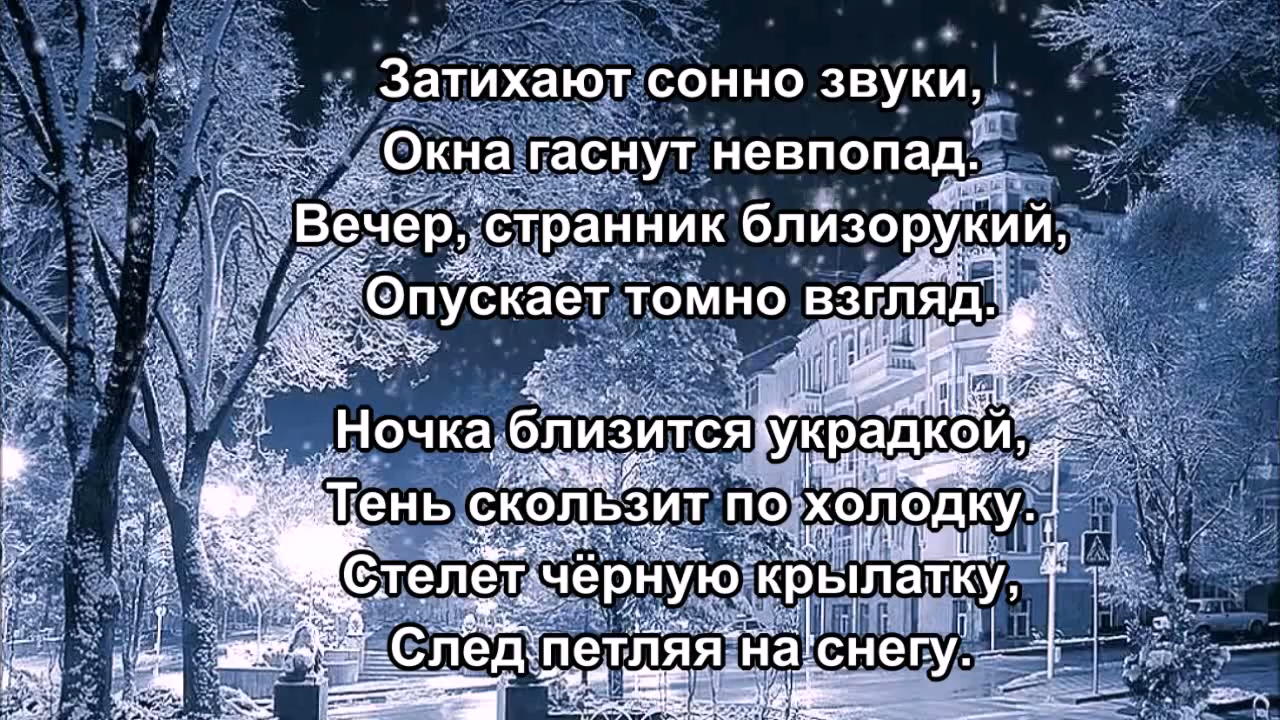 Затихают сонно звуки,
Окна гаснут невпопад.
Вечер, странник близорукий,
Опускает томно взгляд.
Ночка близится украдкой,
Тень скользит по холодку.
Стелет чёрную крылатку,
След петляя на снегу.